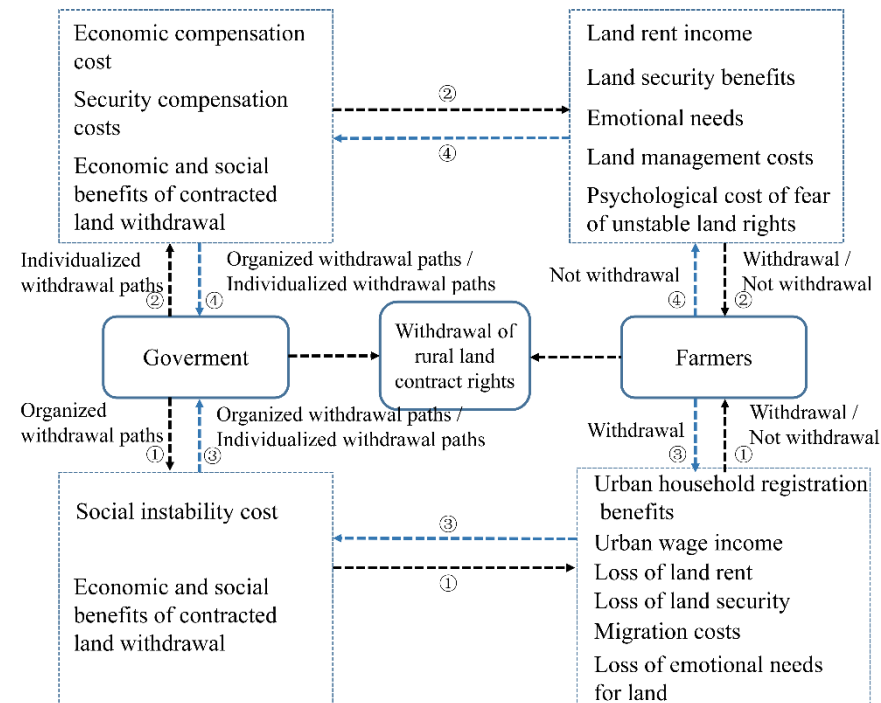 Economic compensation
cost
Security compensation
costs
Economic and social
benefits of contracted
land withdrawal
②
④
Land rent income
Land security benefits
Emotional needs
Land management costs
Psychological cost of fear
of unstable land rights
Individualized
withdrawal paths
②
④
Organized withdrawal paths /
Individualized withdrawal paths
Not withdrawal
④
Withdrawal /
Not withdrawal
②
Goverment
Withdrawal of
rural land
contract rights
Farmers
Organized
withdrawal paths
①
③
Organized withdrawal paths /
Individualized withdrawal paths
Withdrawal
③
Withdrawal /
Not withdrawal
①
Social instability cost
Economic and social
benefits of contracted
land withdrawal
③
①
Urban household registration
benefits
Urban wage income
Loss of land rent
Loss of land security
Migration costs
Loss of emotional needs
for land